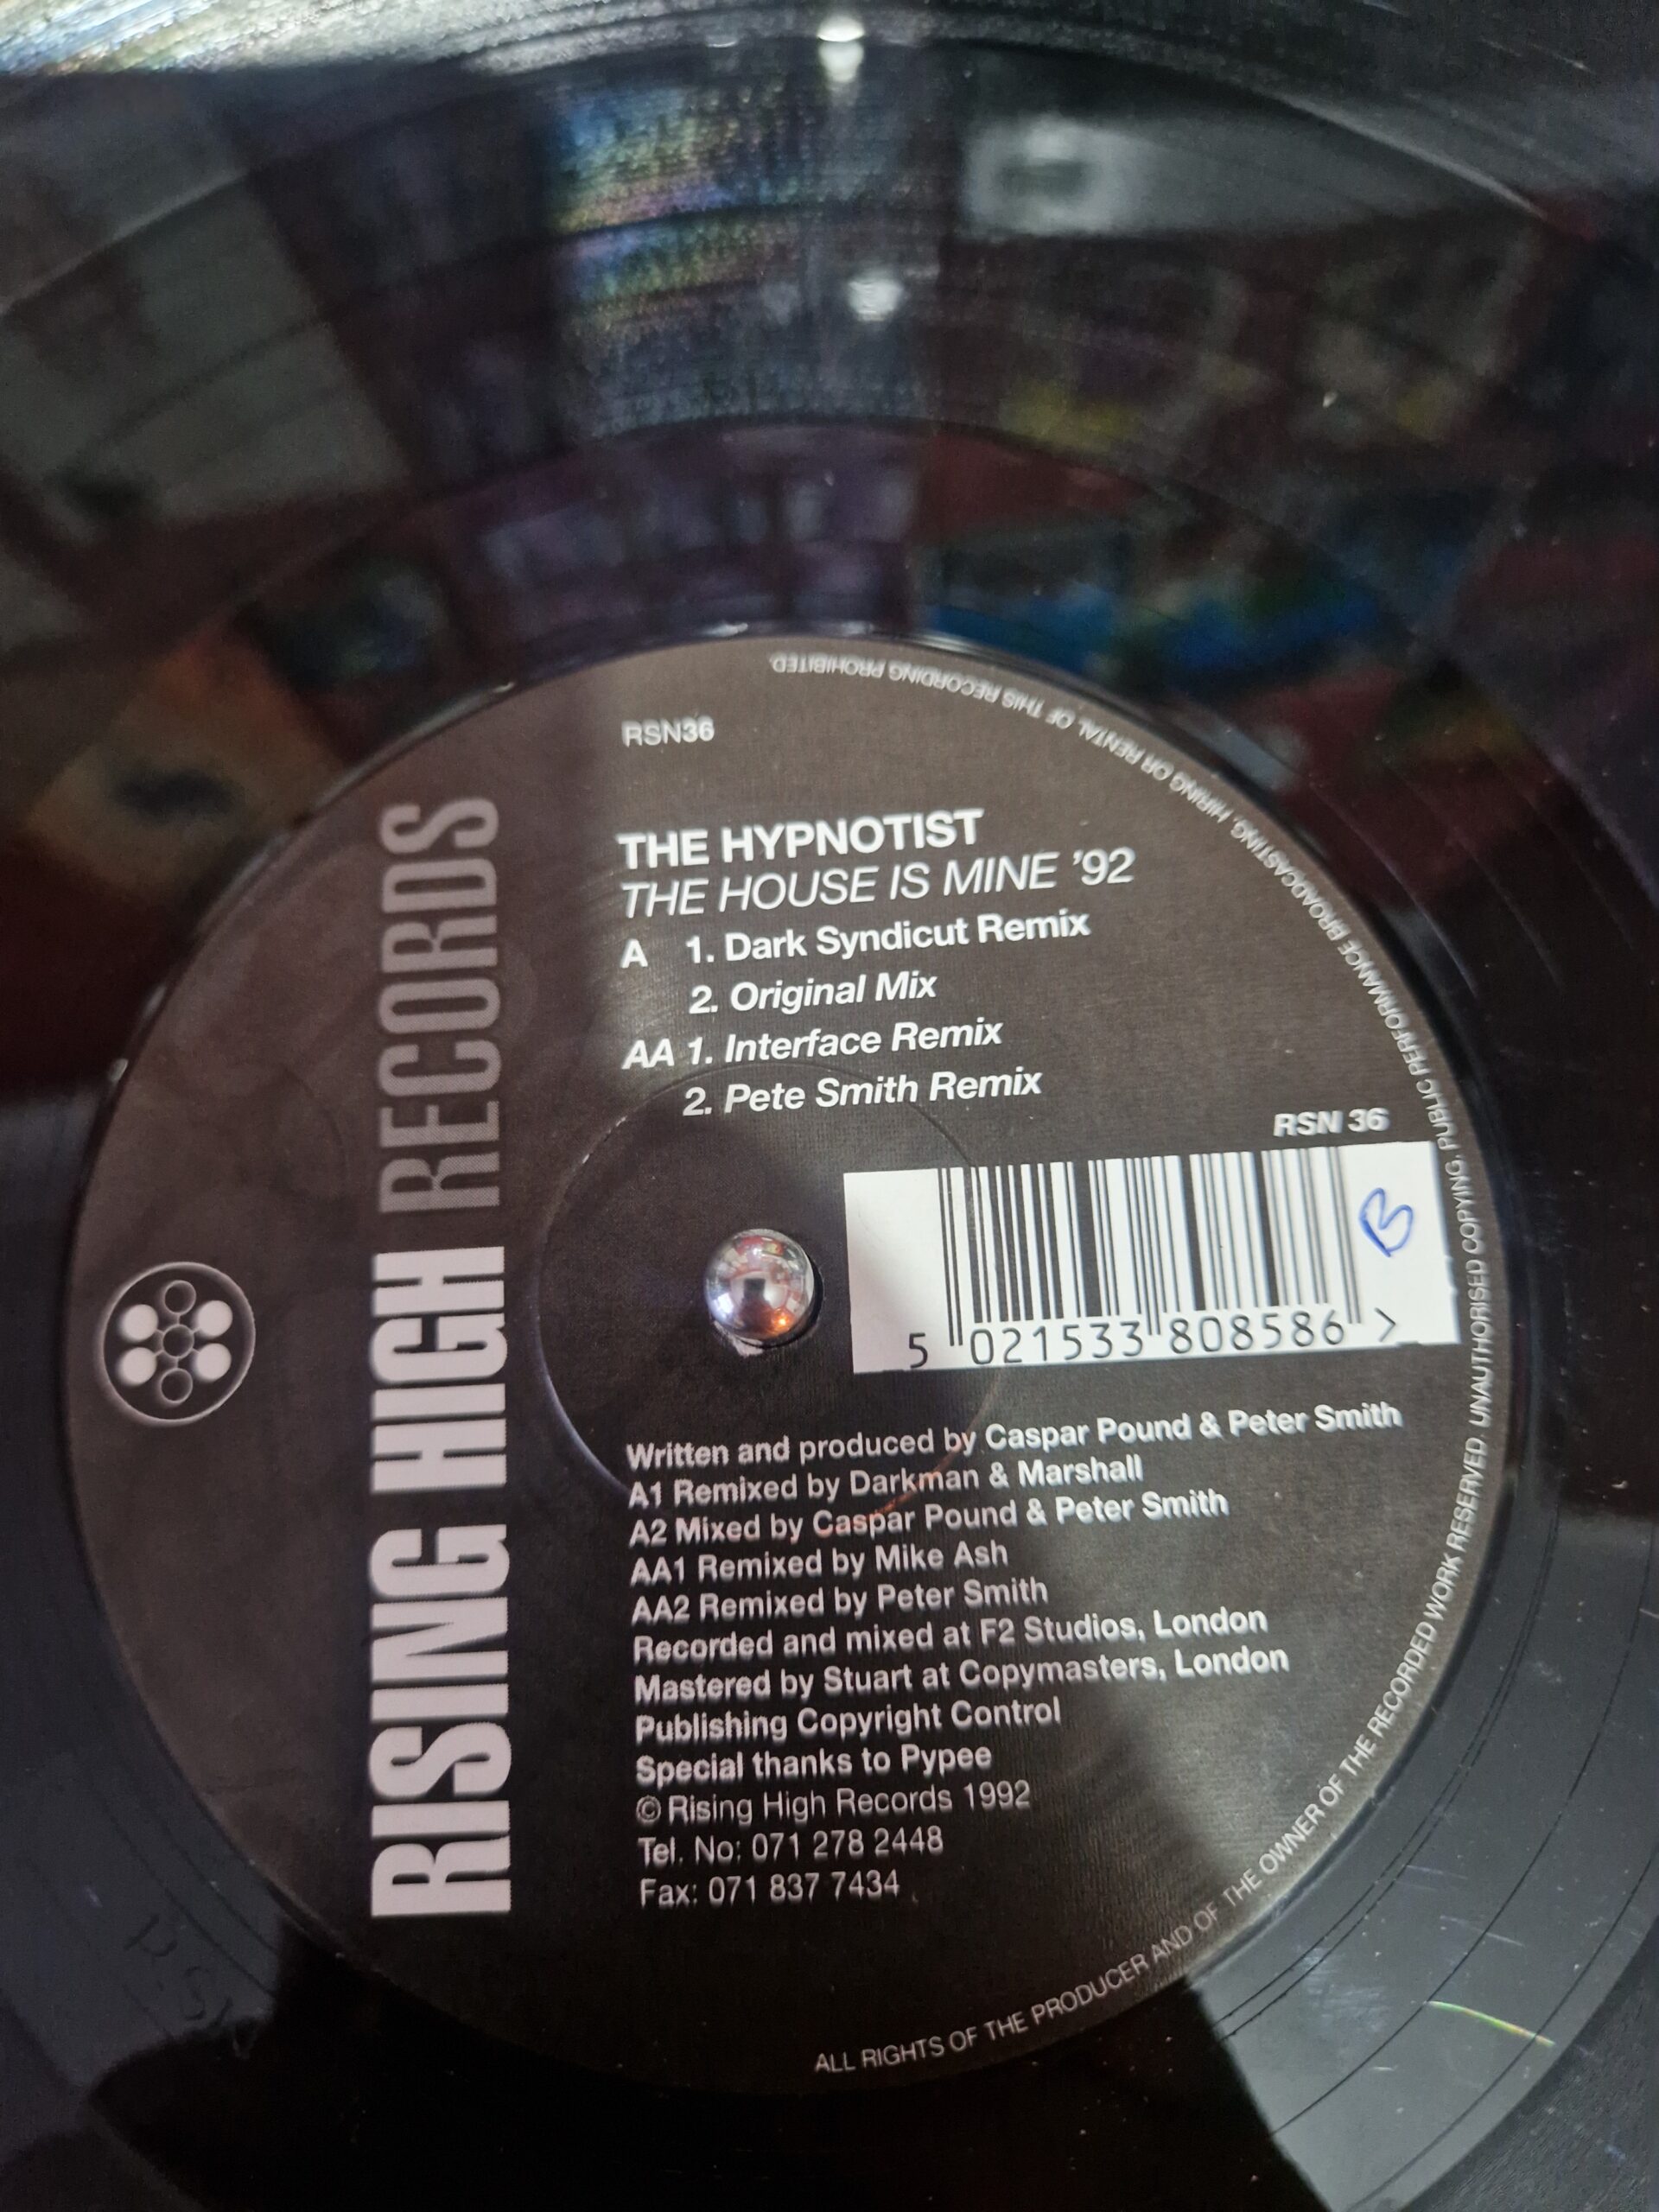 RSN36
THE HYPNOTIST
THE HOUSE IS MINE '92
A 1. Dark Syndicut Remix
2. Original Mix
AA 1. Interface Remix
2. Pete Smith Remix
RSN 36
B
5 021533 808586 >
RISING HIGH RECORDS
Written and produced by Caspar Pound & Peter Smith
A1 Remixed by Darkman & Marshall
A2 Mixed by Caspar Pound & Peter Smith
AA1 Remixed by Mike Ash
AA2 Remixed by Peter Smith
Recorded and mixed at F2 Studios, London
Mastered by Stuart at Copymasters, London
Publishing Copyright Control
Special thanks to Pypee
© Rising High Records 1992
Tel. No: 071 278 2448
Fax: 071 837 7434
ALL RIGHTS OF THE PRODUCER AND OF THE OWNER OF THE RECORDED WORK RESERVED. UNAUTHORISED COPYING, PUBLIC PERFORMANCE BROADCASTING, HIRING OR RENTAL OF THIS RECORDING PROHIBITED.